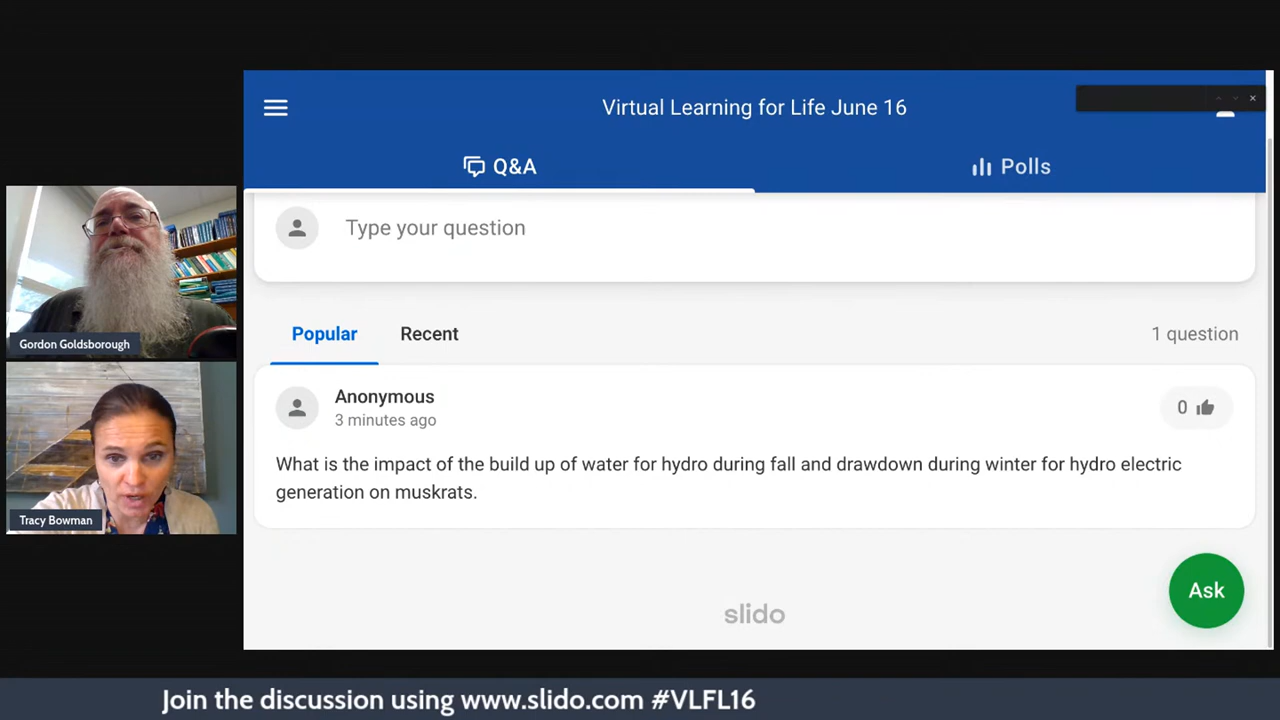 Virtual Learning for Life June 16
Q&A
Polls
Type your question
Popular
Recent
1 question
Anonymous
3 minutes ago
0
What is the impact of the build up of water for hydro during fall and drawdown during winter for hydro electric
generation on muskrats.
Ask
slido
Gordon Goldsborough
Tracy Bowman
Join the discussion using www.slido.com #VLFL16